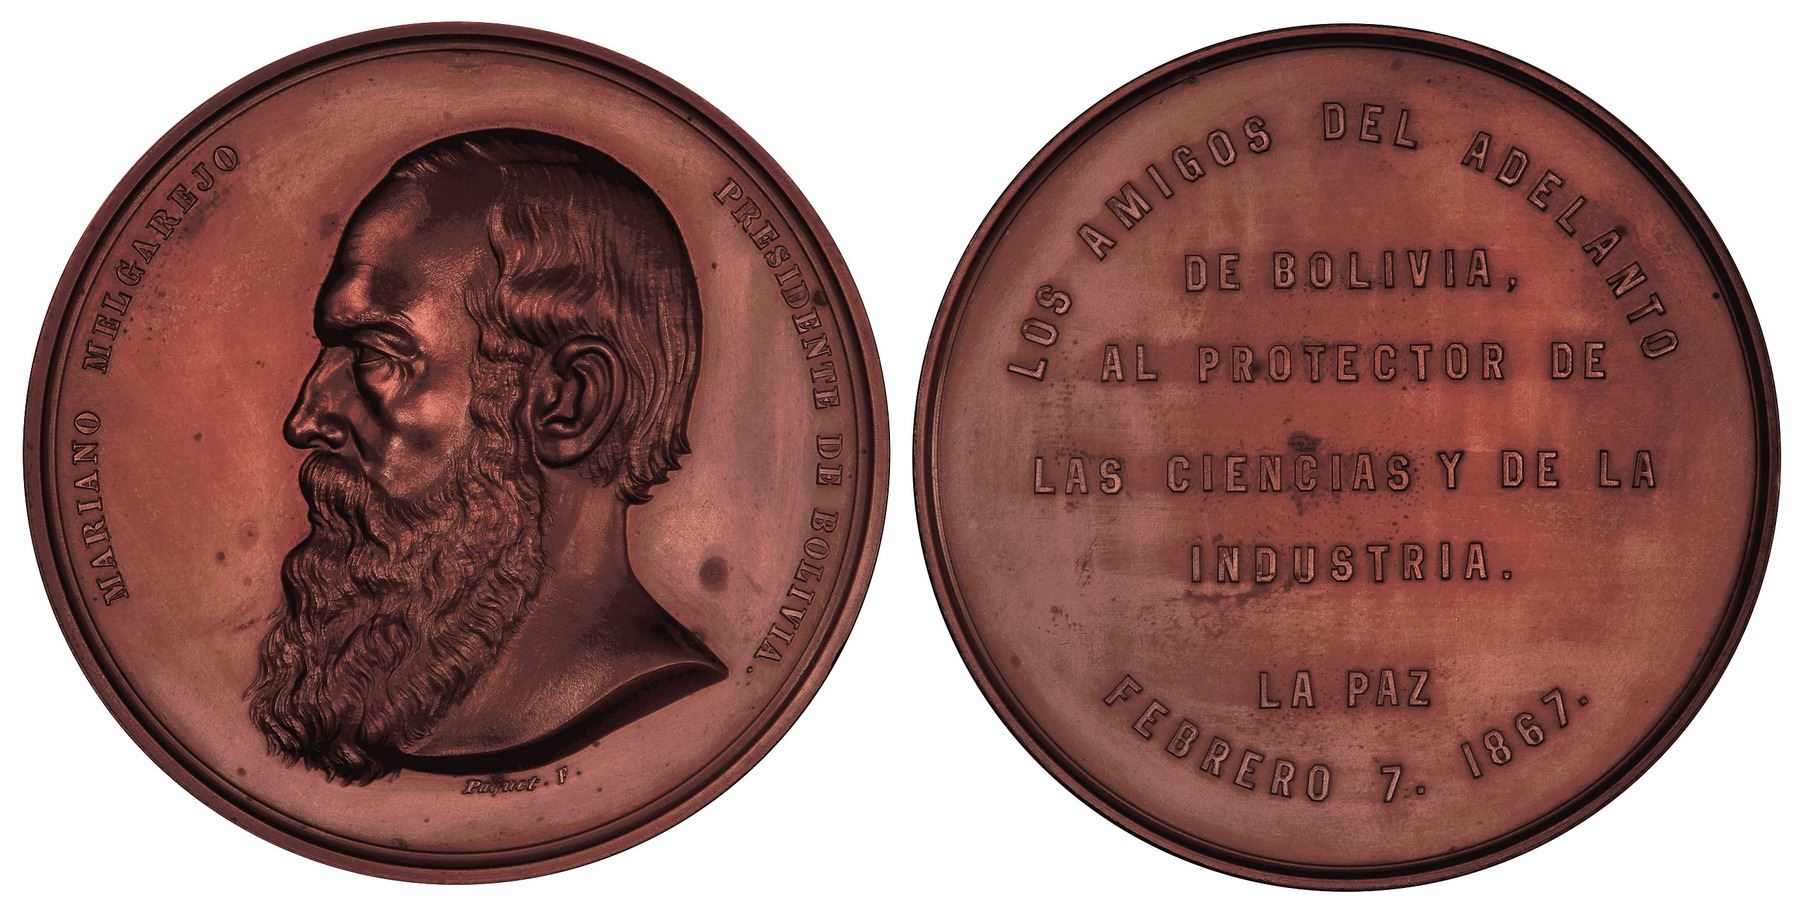 MARIANO MELGAREJO
PRESIDENTE DE BOLIVIA.
Paquet. F.
LOS AMIGOS DEL ADELANTO
DE BOLIVIA,
AL PROTECTOR DE
LAS CIENCIAS Y DE LA
INDUSTRIA.
LA PAZ
FEBRERO 7. 1867.